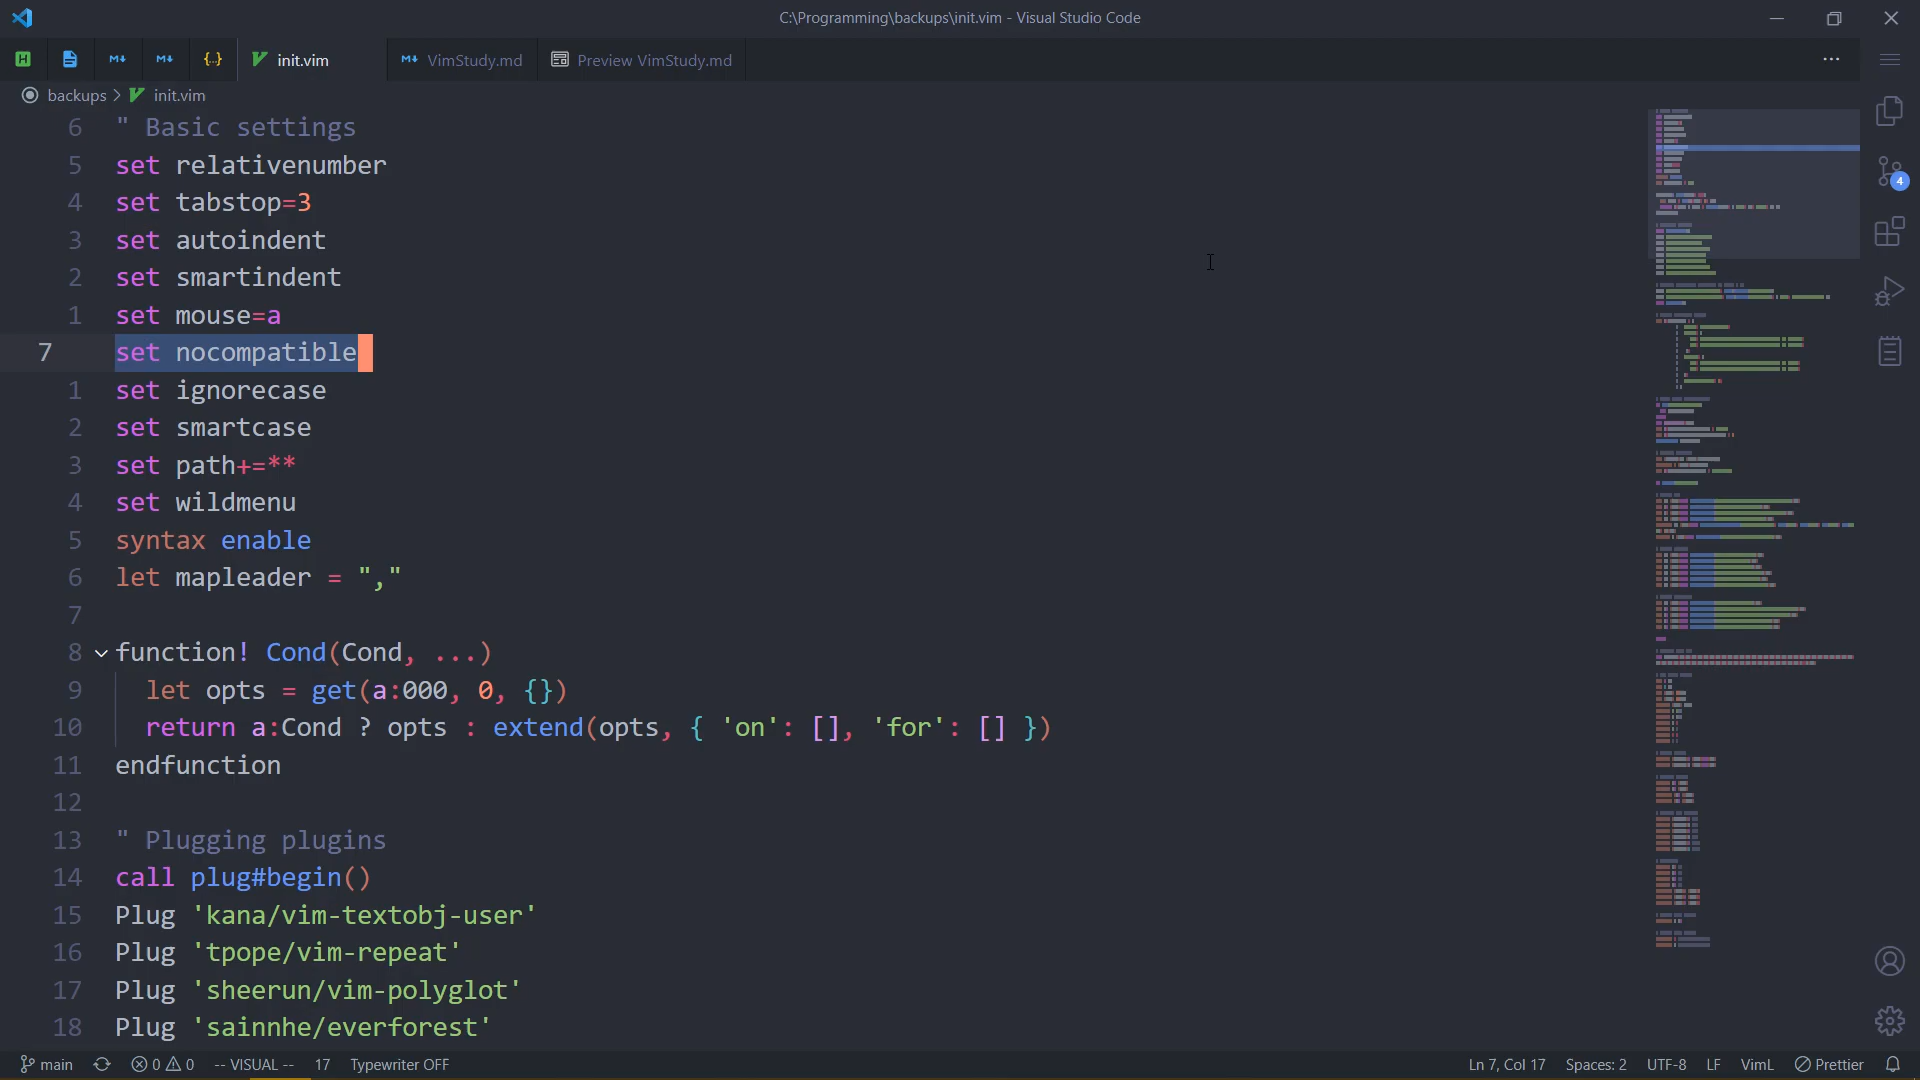 C:\Programming\backups\init.vim - Visual Studio Code
init.vim VimStudy.md Preview VimStudy.md
backups > init.vim
6 " Basic settings
5 set relativenumber
4 set tabstop=3
3 set autoindent
2 set smartindent
1 set mouse=a
7 set nocompatible
1 set ignorecase
2 set smartcase
3 set path+=**
4 set wildmenu
5 syntax enable
6 let mapleader = ","
7
8 function! Cond(Cond, ...)
9 let opts = get(a:000, 0, {})
10 return a:Cond ? opts : extend(opts, { 'on': [], 'for': [] })
11 endfunction
12
13 " Plugging plugins
14 call plug#begin()
15 Plug 'kana/vim-textobj-user'
16 Plug 'tpope/vim-repeat'
17 Plug 'sheerun/vim-polyglot'
18 Plug 'sainnhe/everforest'
4
main 0 0 -- VISUAL -- 17 Typewriter OFF Ln 7, Col 17 Spaces: 2 UTF-8 LF VimL Prettier